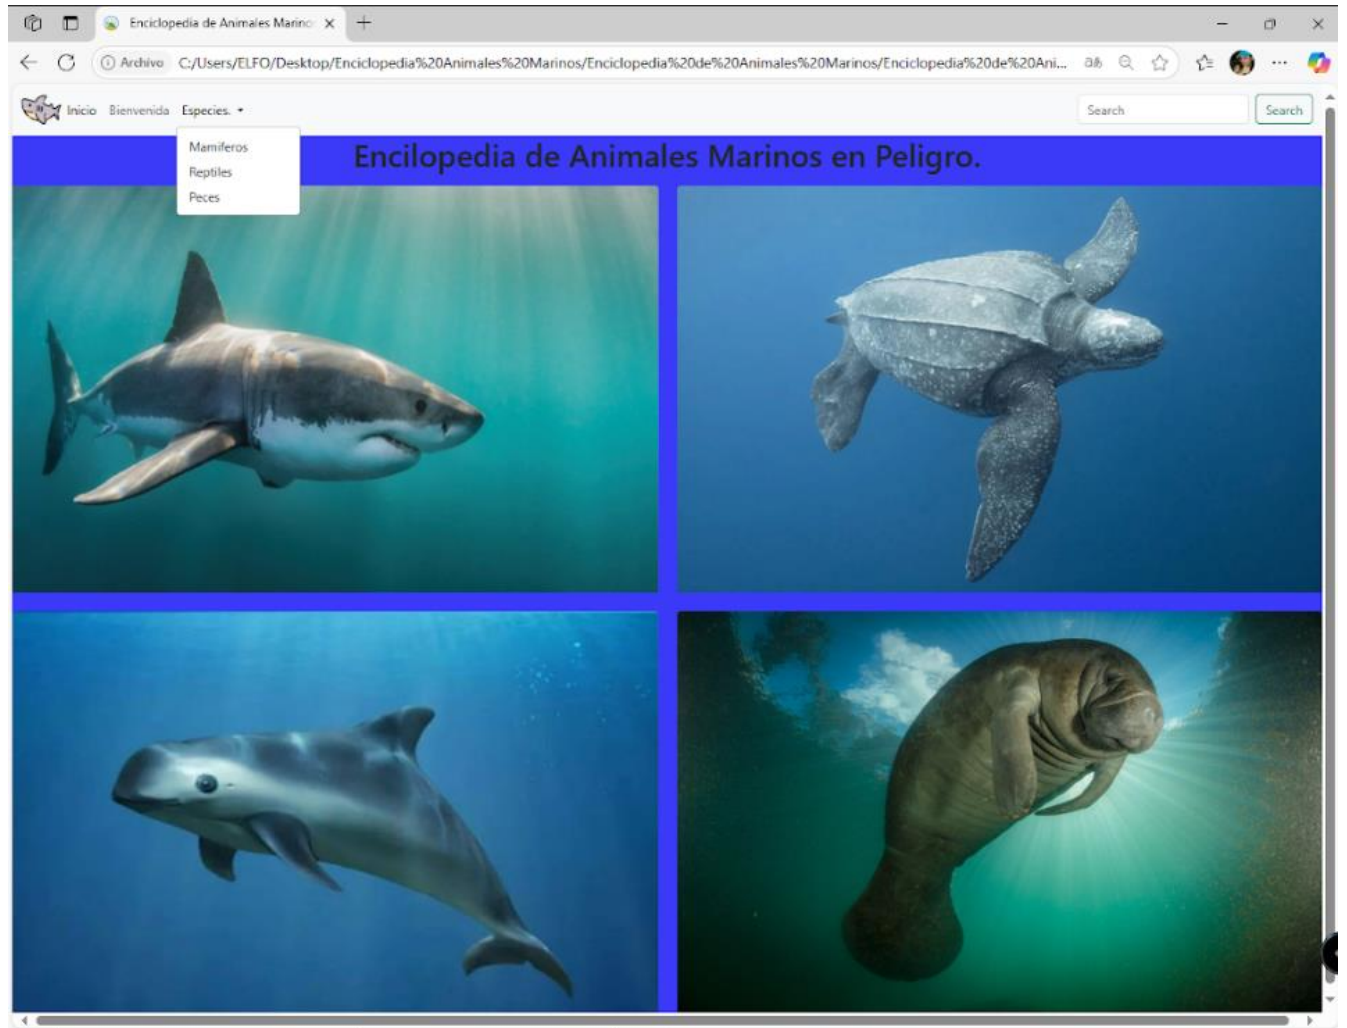 Enciclopedia de Animales Marino
Archivo C:/Users/ELFO/Desktop/Enciclopedia%20Animales%20Marinos/Enciclopedia%20de%20Animales%20Marinos/Enciclopedia%20de%20Ani...
Inicio Bienvenida Especies. Search Search
Mamiferos
Reptiles
Peces
Encilopedia de Animales Marinos en Peligro.